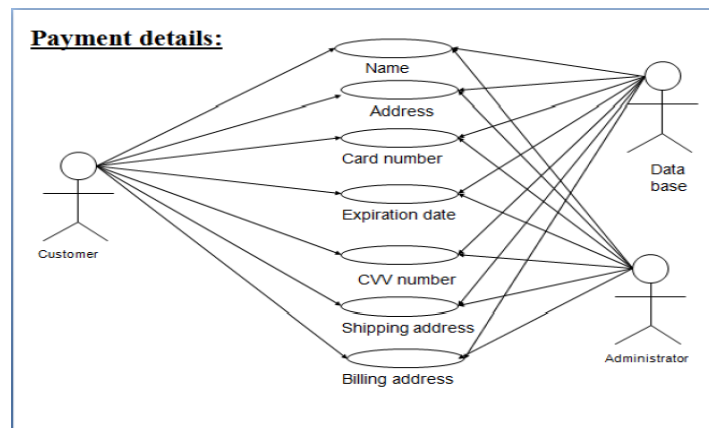 Payment details:
Name
Address
Card number
Expiration date
CVV number
Shipping address
Billing address
Customer
Data
base
Administrator